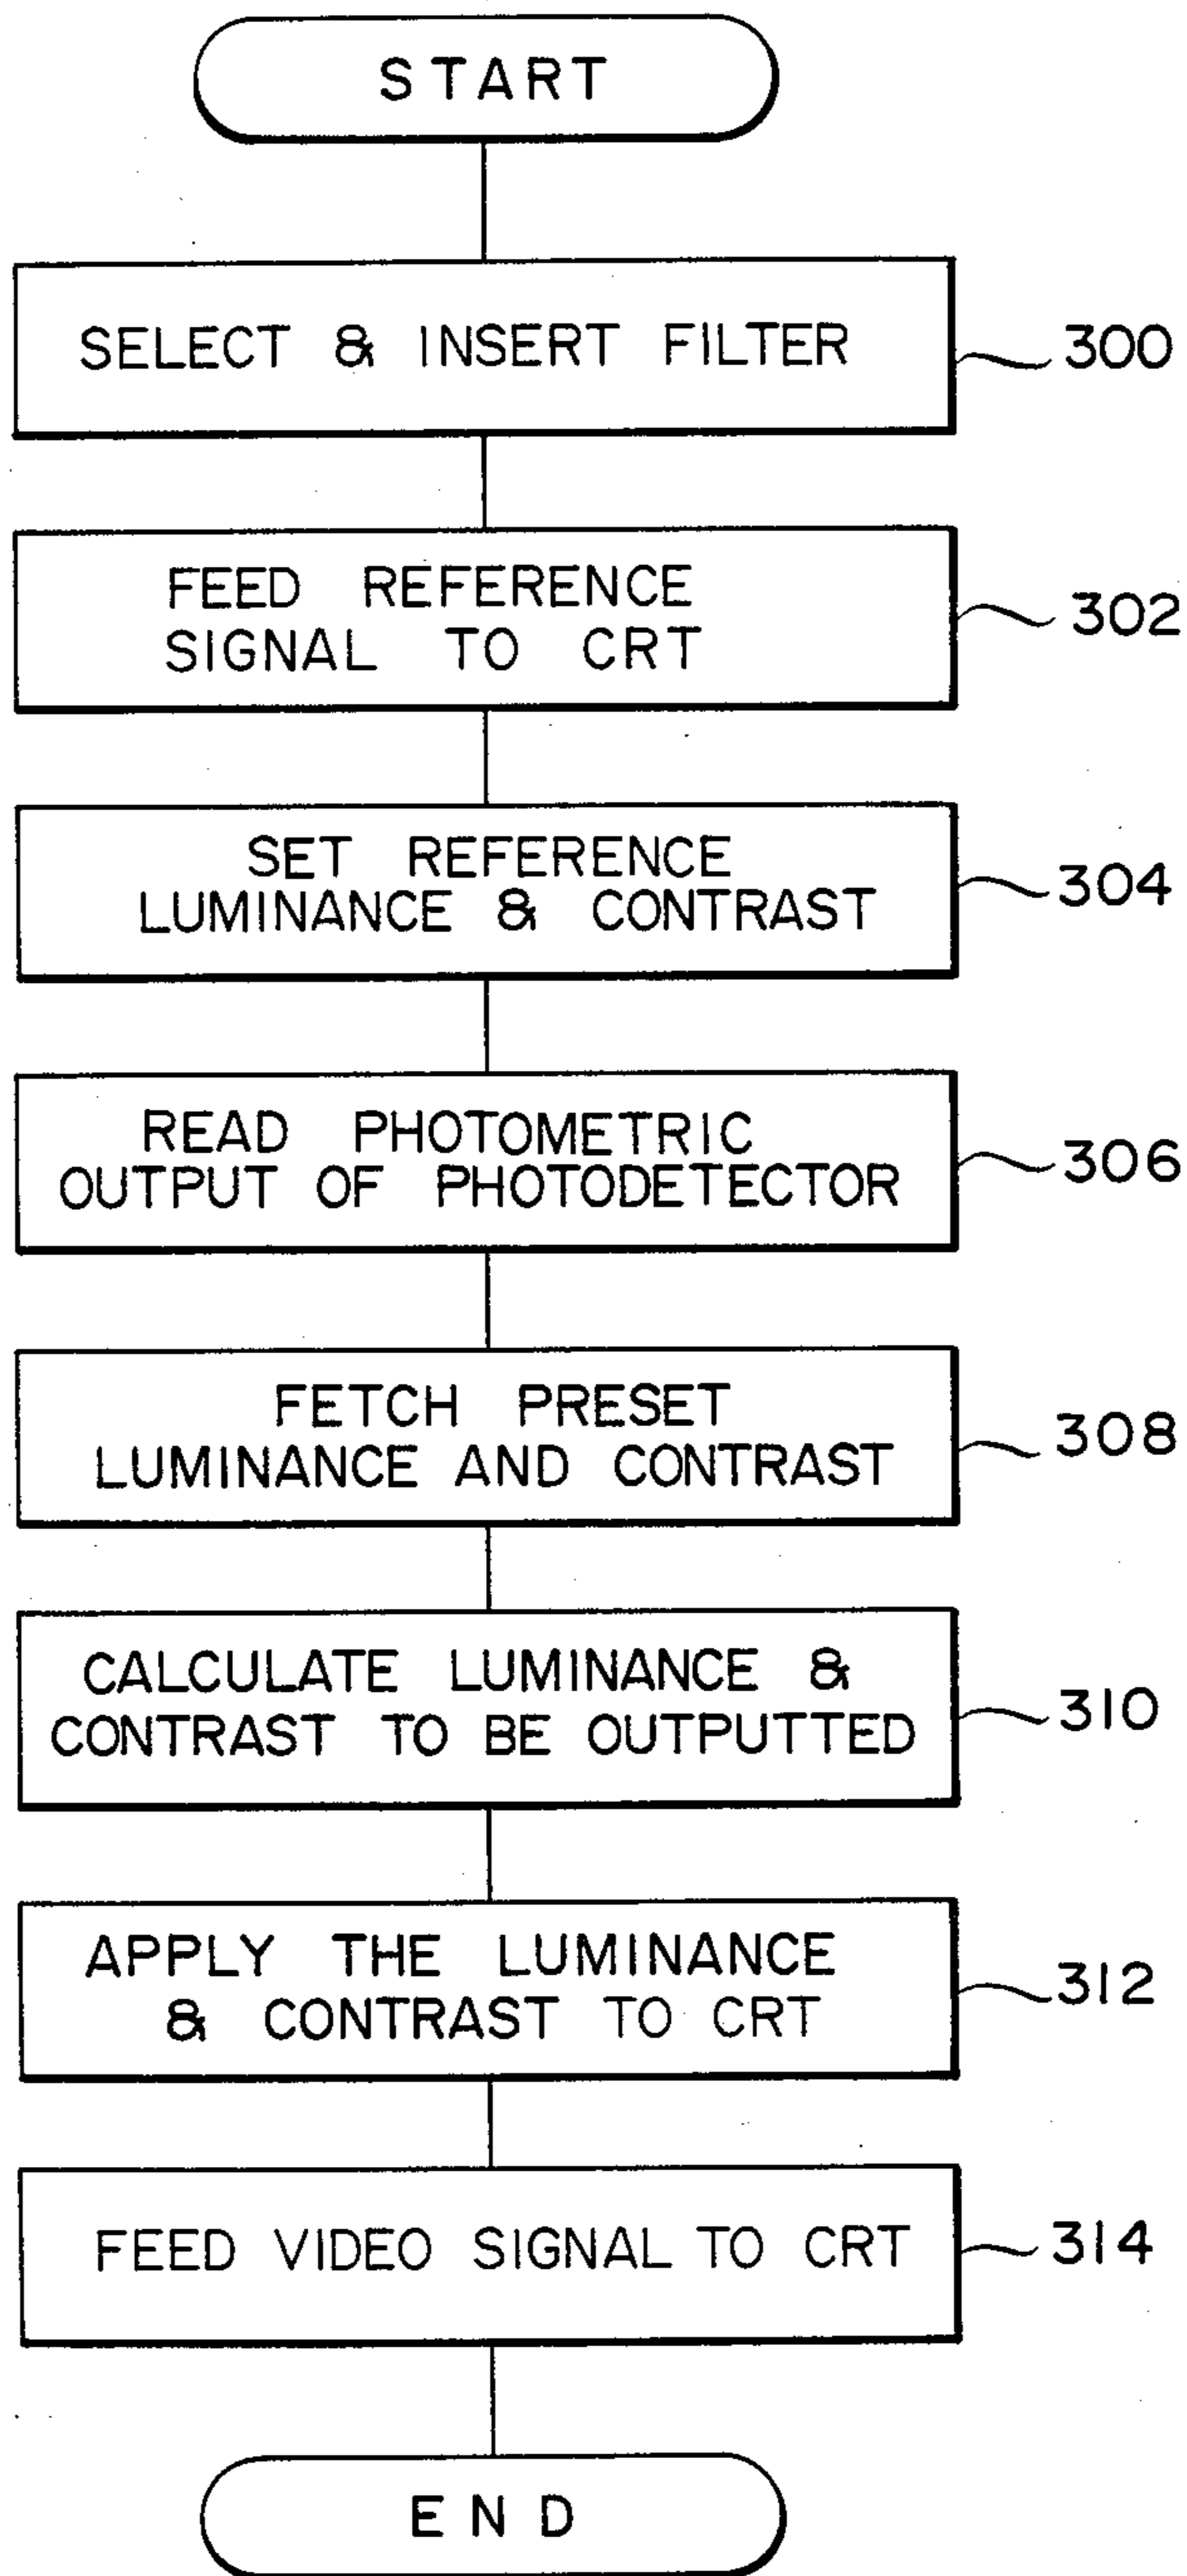 START
SELECT & INSERT FILTER
300
FEED REFERENCE
SIGNAL TO CRT
302
SET REFERENCE
LUMINANCE & CONTRAST
304
READ PHOTOMETRIC
OUTPUT OF PHOTODETECTOR
306
FETCH PRESET
LUMINANCE AND CONTRAST
308
CALCULATE LUMINANCE &
CONTRAST TO BE OUTPUTTED
310
APPLY THE LUMINANCE
& CONTRAST TO CRT
312
FEED VIDEO SIGNAL TO CRT
314
END